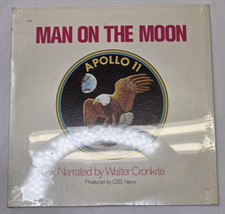 MAN ON THE MOON
APOLLO 11
Narrated by Walter Cronkite
Produced by CBS News